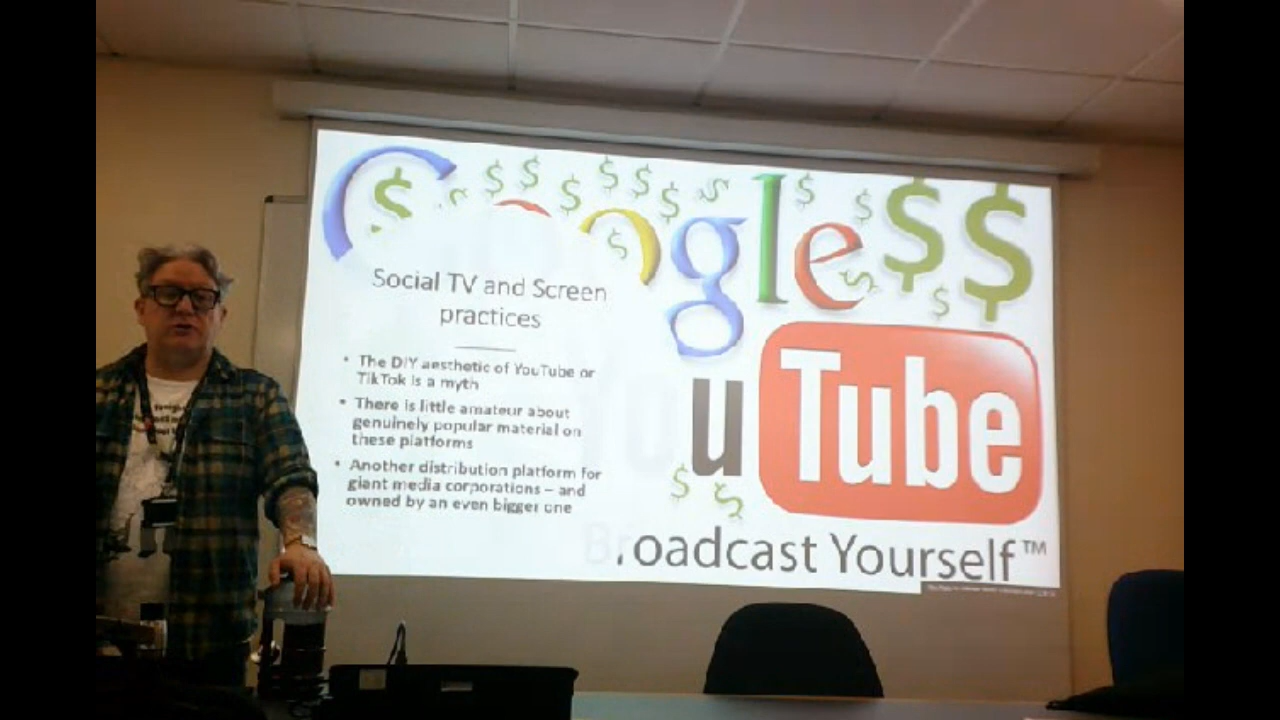 Google$$
Social TV and Screen
practices
• The DIY aesthetic of YouTube or
TikTok is a myth
• There is little amateur about
genuinely popular material on
these platforms
• Another distribution platform for
giant media corporations – and
owned by an even bigger one
You Tube
Broadcast Yourself™